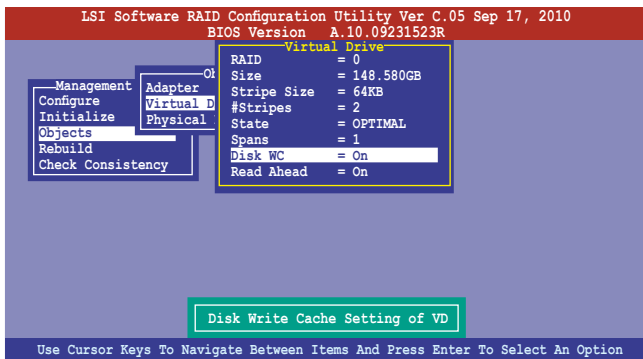 LSI Software RAID Configuration Utility Ver C.05 Sep 17, 2010
BIOS Version A.10.09231523R
Management
Configure
Initialize
Objects
Rebuild
Check Consistency
Ob
Adapter
Virtual D
Physical
Virtual Drive
RAID = 0
Size = 148.580GB
Stripe Size = 64KB
#Stripes = 2
State = OPTIMAL
Spans = 1
Disk WC = On
Read Ahead = On
Disk Write Cache Setting of VD
Use Cursor Keys To Navigate Between Items And Press Enter To Select An Option